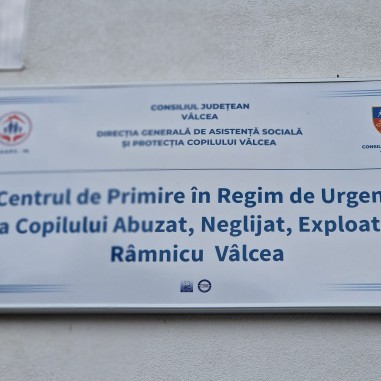 CONSILIUL JUDEȚEAN
VÂLCEA
DIRECȚIA GENERALĂ DE ASISTENȚĂ SOCIALĂ
ȘI PROTECȚIA COPILULUI VÂLCEA
Centrul de Primire în Regim de Urgen
a Copilului Abuzat, Neglijat, Exploat
Râmnicu Vâlcea